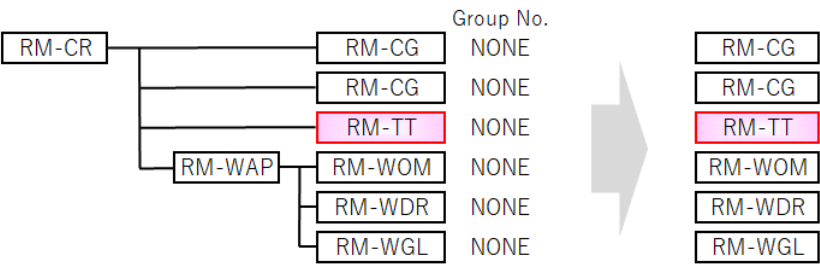 Group No.
RM-CR RM-CG NONE RM-CG
RM-CG NONE RM-CG
RM-TT NONE RM-TT
RM-WAP RM-WOM NONE RM-WOM
RM-WDR NONE RM-WDR
RM-WGL NONE RM-WGL